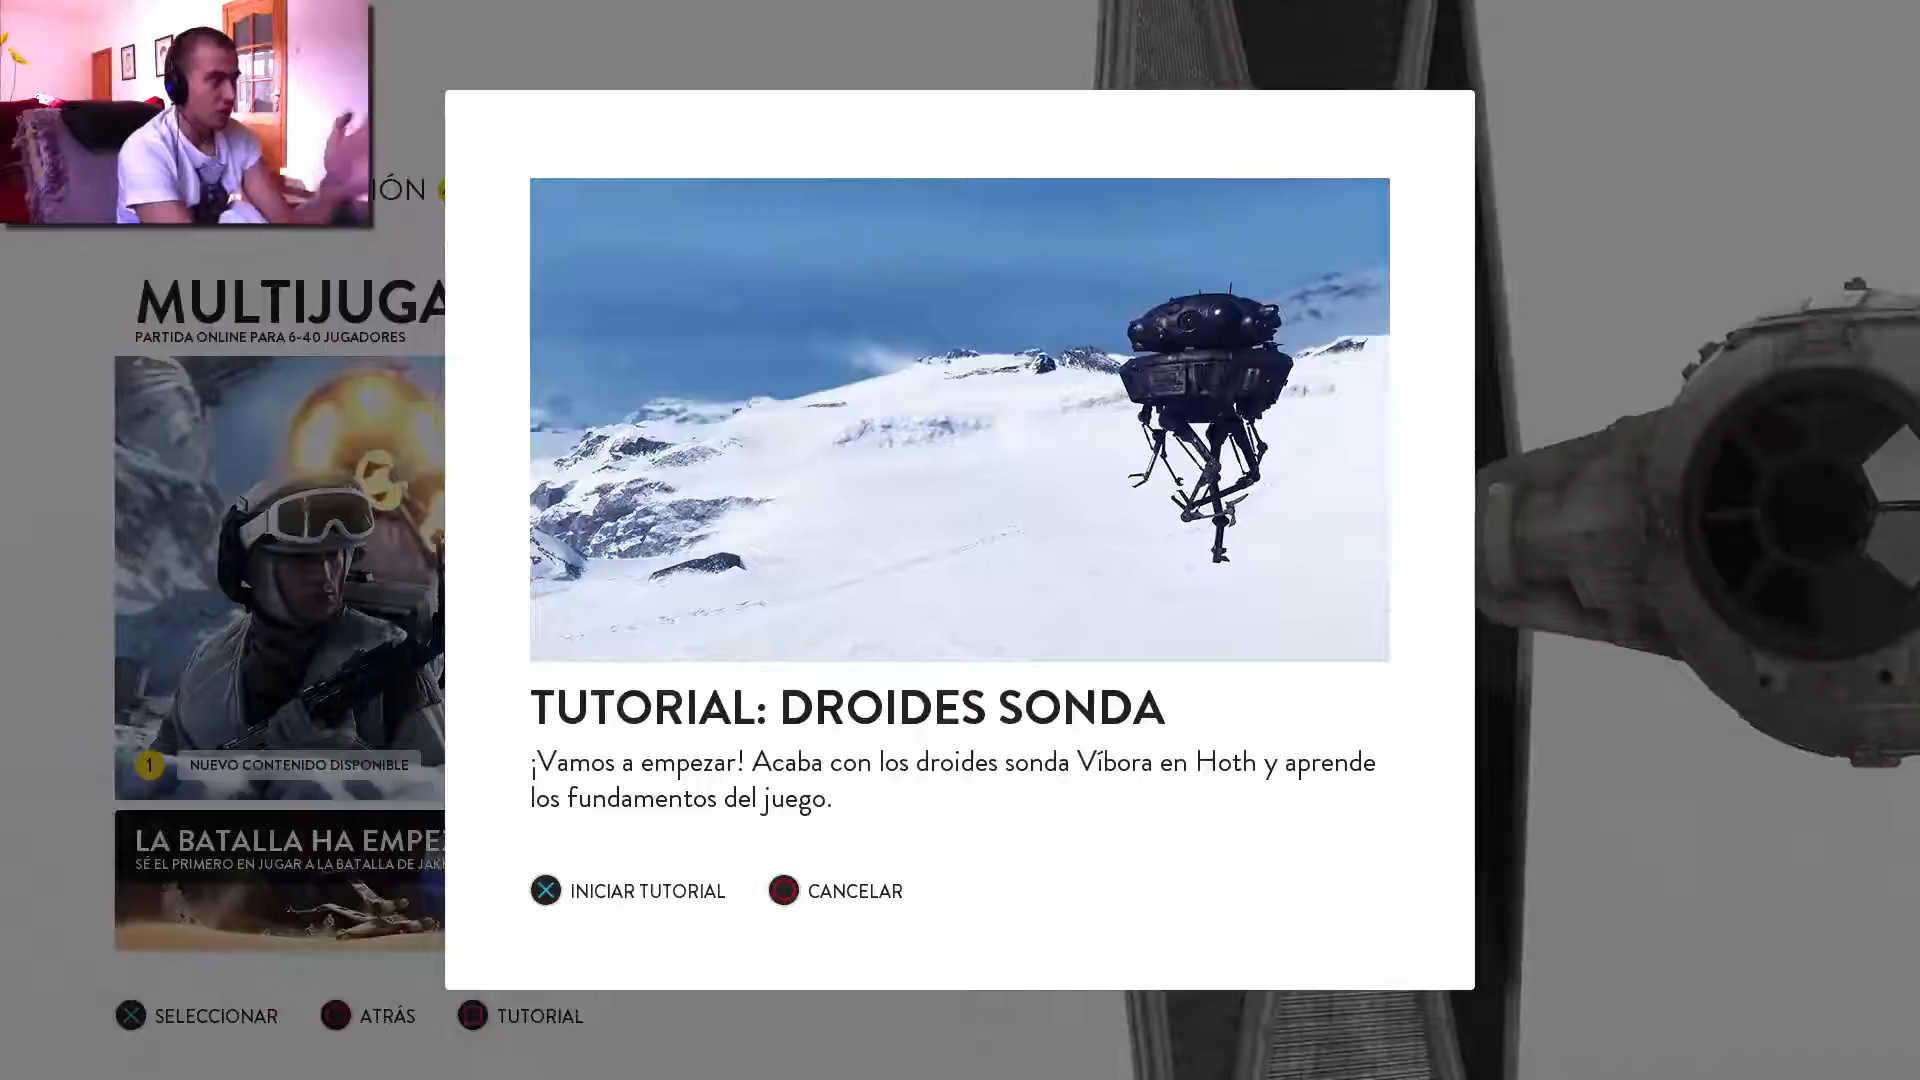 IÓN
MULTIJUGA
PARTIDA ONLINE PARA 6-40 JUGADORES
1
NUEVO CONTENIDO DISPONIBLE
LA BATALLA HA EMPE
SÉ EL PRIMERO EN JUGAR A LA BATALLA DE JAK
TUTORIAL: DROIDES SONDA
¡Vamos a empezar! Acaba con los droides sonda Víbora en Hoth y aprende
los fundamentos del juego.
INICIAR TUTORIAL CANCELAR
SELECCIONAR ATRÁS TUTORIAL